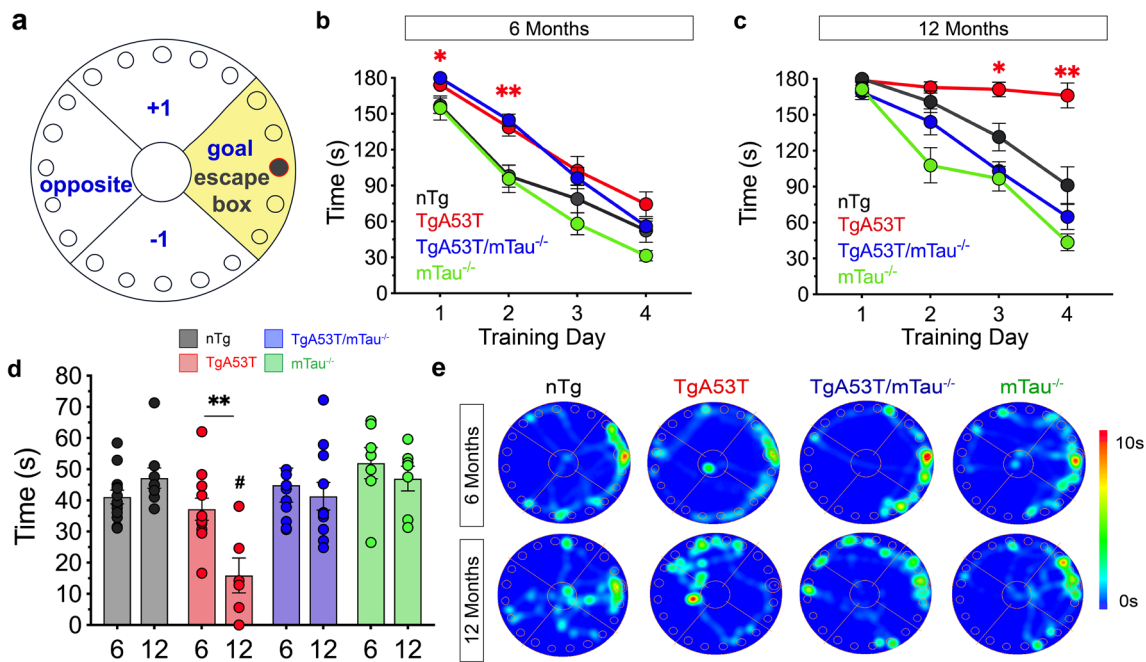 a
+1
goal
escape
box
opposite
-1
b
6 Months
*
**
180
150
120
90
60
30
0
Time (s)
nTg
TgA53T
TgA53T/mTau-/-
mTau-/-
1 2 3 4
Training Day
c
12 Months
*
**
180
150
120
90
60
30
0
Time (s)
nTg
TgA53T
TgA53T/mTau-/-
mTau-/-
1 2 3 4
Training Day
d
nTg
TgA53T/mTau-/-
TgA53T
mTau-/-
80
70
60
50
40
30
20
10
0
Time (s)
**
#
6 12 6 12 6 12 6 12
e
nTg TgA53T TgA53T/mTau-/- mTau-/-
6 Months
12 Months
10s
0s